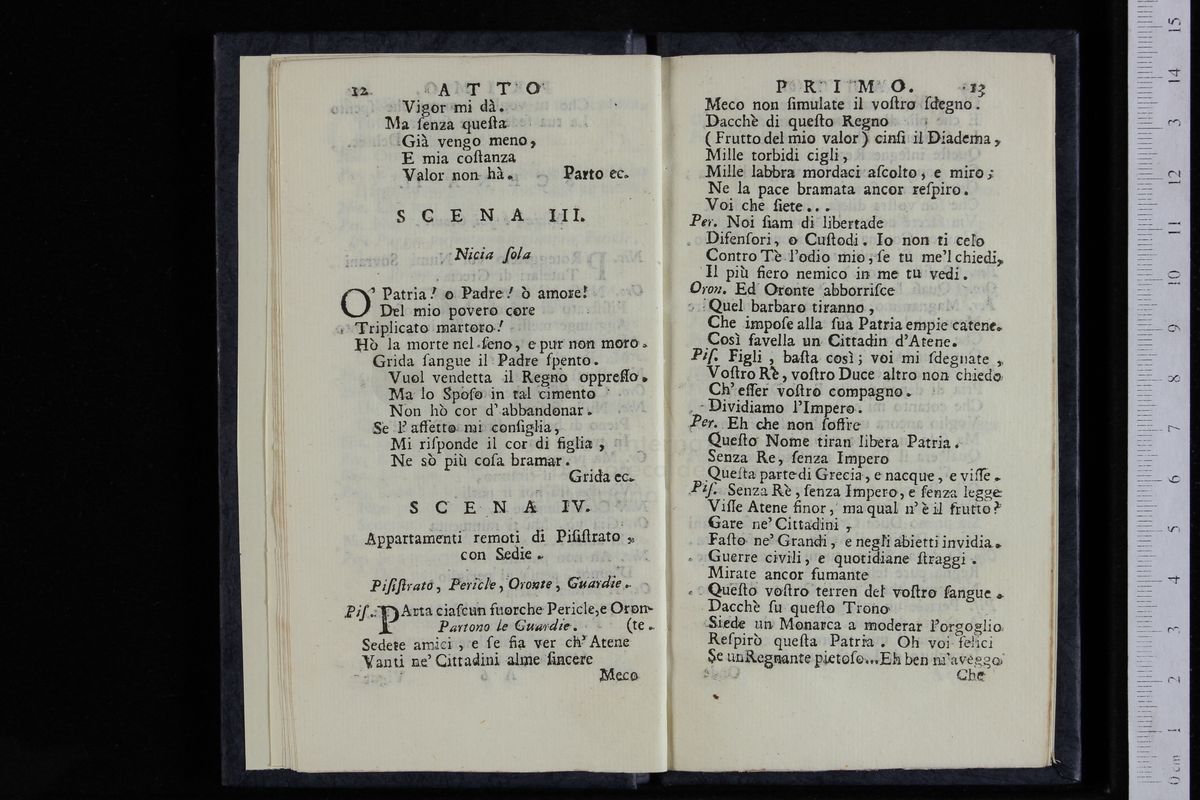 12 ATTO
Vigor mi dà.
Ma ſenza queſta
Già vengo meno,
E mia coſtanza
Valor non hà. Parto ec.
SCENA III.
Nicia ſola
O' Patria! o Padre! ò amore!
Del mio povero core
Triplicato martoro!
Hò la morte nel ſeno, e pur non moro.
Grida ſangue il Padre ſpento.
Vuol vendetta il Regno oppreſſo.
Ma lo Spoſo in tal cimento
Non hò cor d'abbandonar.
Se l'affetto mi conſiglia,
Mi riſponde il cor di figlia,
Ne sò più coſa bramar.
Grida ec.
SCENA IV.
Appartamenti remoti di Piſiſtrato,
con Sedie.
Piſiſtrato, Pericle, Oronte, Guardie.
Piſ. PArta ciaſcun fuorche Pericle, e Oron-
Partono le Guardie. (te.
Sedete amici, e ſe fia ver ch'Atene
Vanti ne' Cittadini alme ſincere
Meco
PRIMO. 13
Meco non ſimulate il voſtro ſdegno.
Dacchè di queſto Regno
(Frutto del mio valor) cinſi il Diadema,
Mille torbidi cigli,
Mille labbra mordaci aſcolto, e miro;
Ne la pace bramata ancor reſpiro.
Voi che ſiete...
Per. Noi ſiam di libertade
Difenſori, o Cuſtodi. Io non ti celo
Contro Tè l'odio mio, ſe tu me'l chiedi,
Il più fiero nemico in me tu vedi.
Oron. Ed Oronte abborriſce
Quel barbaro tiranno,
Che impoſe alla ſua Patria empie catene.
Così favella un Cittadin d'Atene.
Piſ. Figli, baſta così; voi mi ſdegnate,
Voſtro Rè, voſtro Duce altro non chiedo
Ch'eſſer voſtro compagno.
Dividiamo l'Impero.
Per. Eh che non ſoffre
Queſto Nome tiran libera Patria.
Senza Re, ſenza Impero
Queſta parte di Grecia, e nacque, e viſſe.
Piſ. Senza Rè, ſenza Impero, e ſenza legge
Viſſe Atene finor, ma qual n'è il frutto?
Gare ne' Cittadini,
Faſto ne' Grandi, e negli abietti invidia.
Guerre civili, e quotidiane ſtraggi.
Mirate ancor fumante
Queſto voſtro terren del voſtro ſangue.
Dacchè ſu queſto Trono
Siede un Monarca a moderar l'orgoglio
Reſpirò queſta Patria. Oh voi felici
Se un Regnante pietoſo...Eh ben m'aveggo
Che